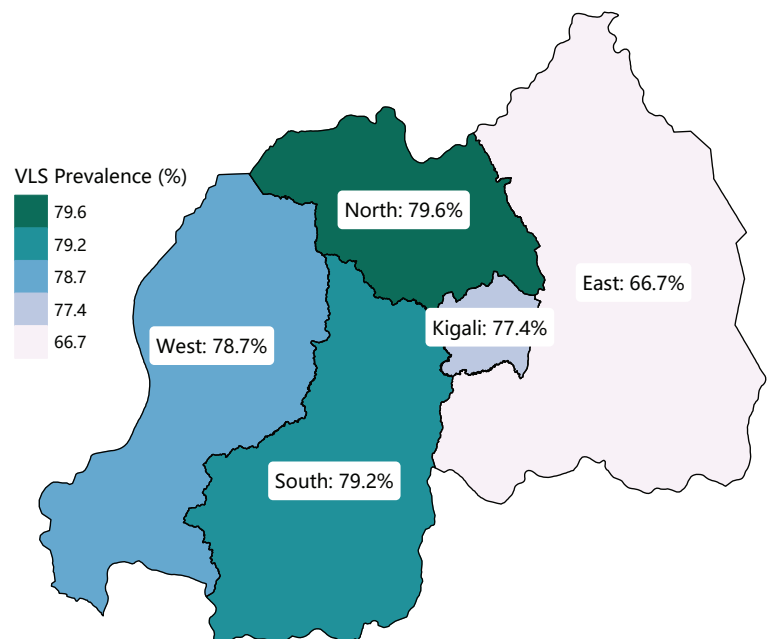 VLS Prevalence (%)
79.6
79.2
78.7
77.4
66.7
North: 79.6%
East: 66.7%
Kigali: 77.4%
West: 78.7%
South: 79.2%